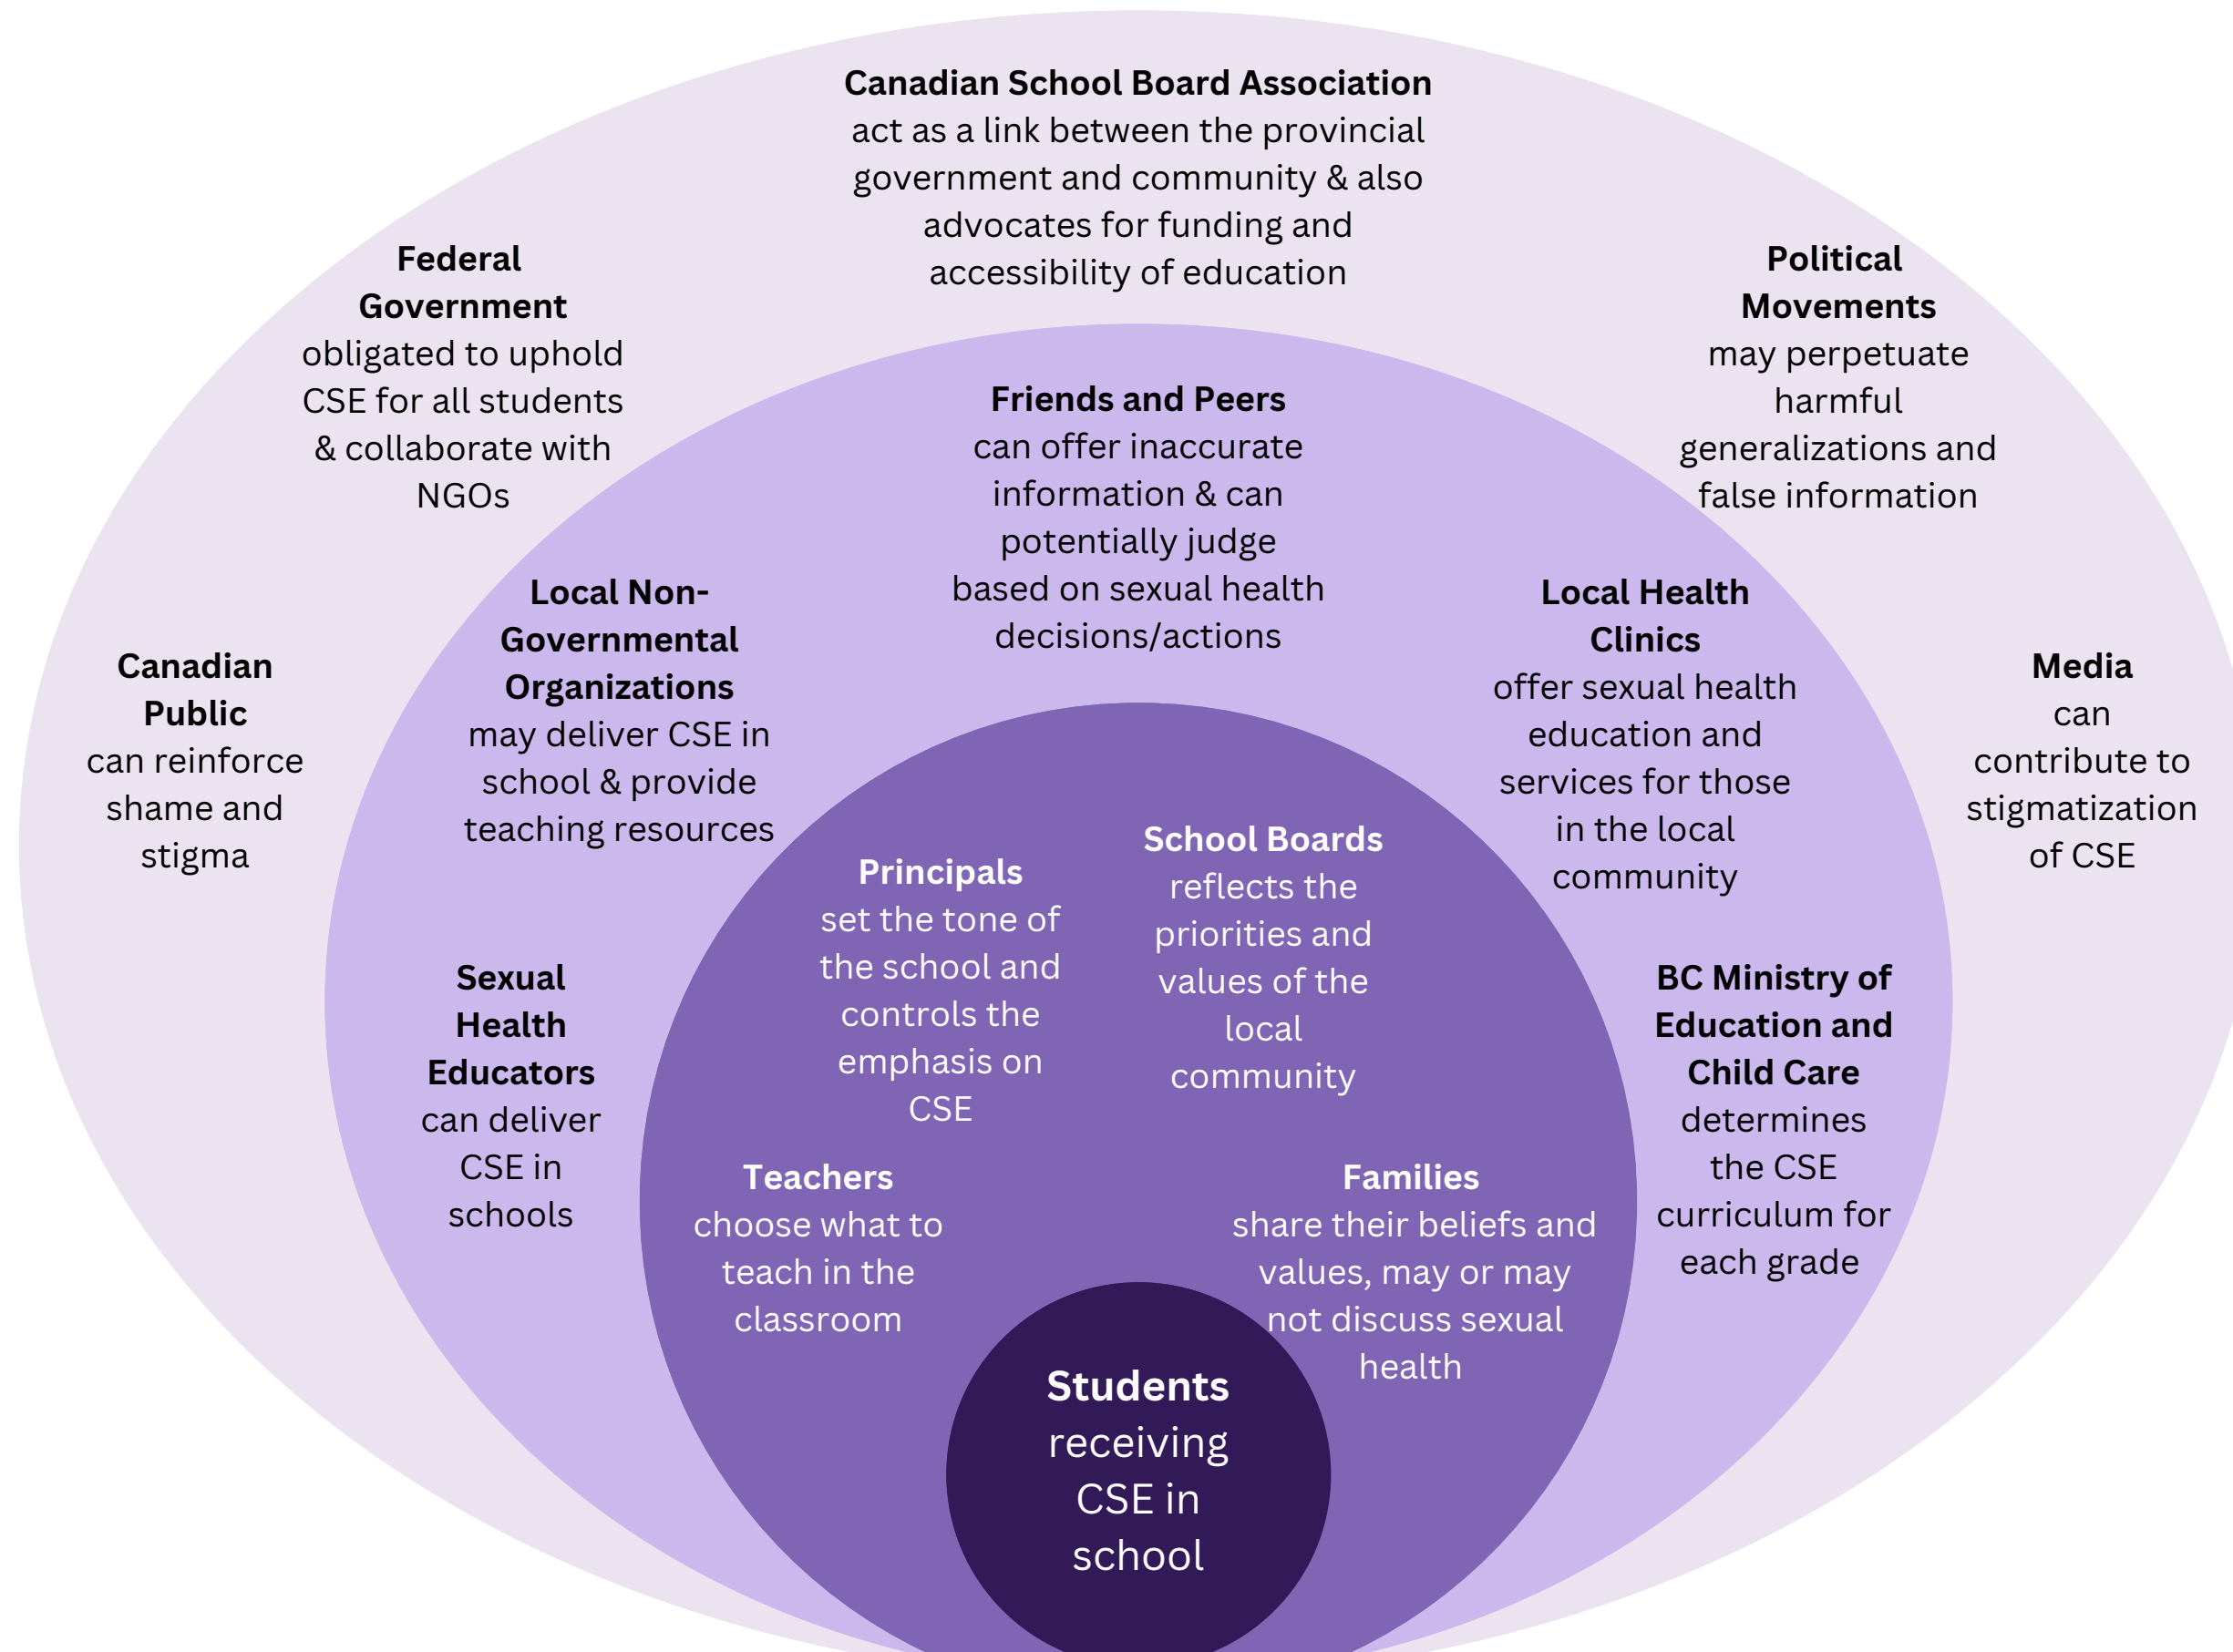 Canadian School Board Association
act as a link between the provincial
government and community & also
advocates for funding and
accessibility of education
Federal
Government
obligated to uphold
CSE for all students
& collaborate with
NGOs
Political
Movements
may perpetuate
harmful
generalizations and
false information
Friends and Peers
can offer inaccurate
information & can
potentially judge
based on sexual health
decisions/actions
Local Non-
Governmental
Organizations
may deliver CSE in
school & provide
teaching resources
Local Health
Clinics
offer sexual health
education and
services for those
in the local
community
Canadian
Public
can reinforce
shame and
stigma
Media
can
contribute to
stigmatization
of CSE
Principals
set the tone of
the school and
controls the
emphasis on
CSE
School Boards
reflects the
priorities and
values of the
local
community
Sexual
Health
Educators
can deliver
CSE in
schools
BC Ministry of
Education and
Child Care
determines
the CSE
curriculum for
each grade
Teachers
choose what to
teach in the
classroom
Families
share their beliefs and
values, may or may
not discuss sexual
health
Students
receiving
CSE in
school